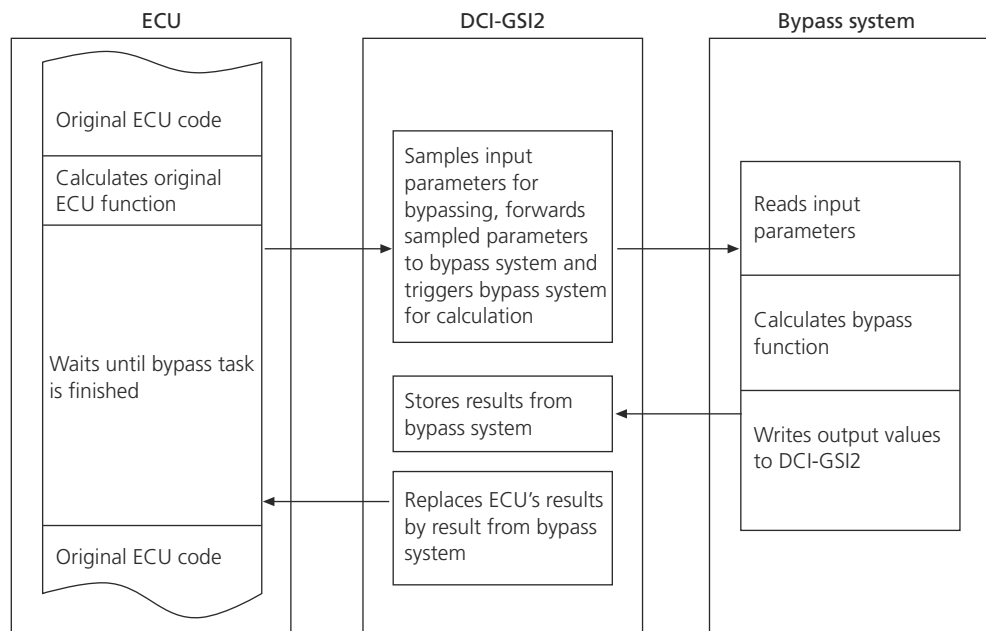 ECU
DCI-GSI2
Bypass system
Original ECU code
Calculates original
ECU function
Waits until bypass task
is finished
Original ECU code
Samples input
parameters for
bypassing, forwards
sampled parameters
to bypass system and
triggers bypass system
for calculation
Stores results from
bypass system
Replaces ECU's results
by result from bypass
system
Reads input
parameters
Calculates bypass
function
Writes output values
to DCI-GSI2